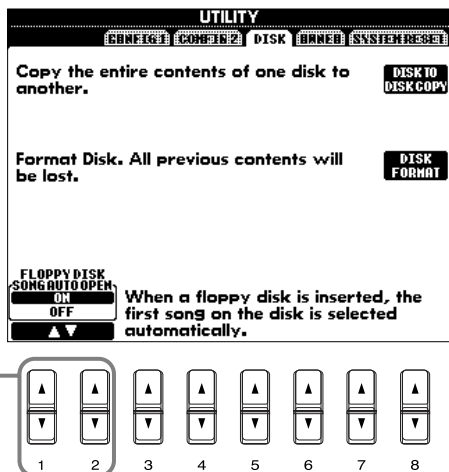 UTILITY
CONFIG 1 CONFIG 2 DISK OWNER SYSTEM RESET
Copy the entire contents of one disk to
another.
DISK TO
DISK COPY
Format Disk. All previous contents will
be lost.
DISK
FORMAT
FLOPPY DISK
SONG AUTO OPEN
ON
OFF
▲▼
When a floppy disk is inserted, the
first song on the disk is selected
automatically.
1 2 3 4 5 6 7 8